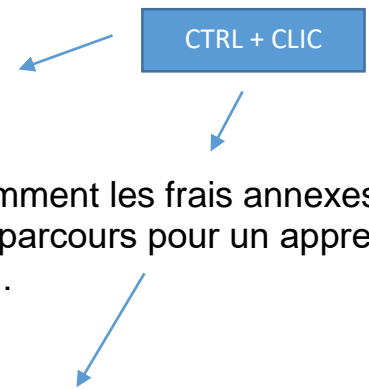 CTRL + CLIC
mment les frais annexes
parcours pour un appre
.